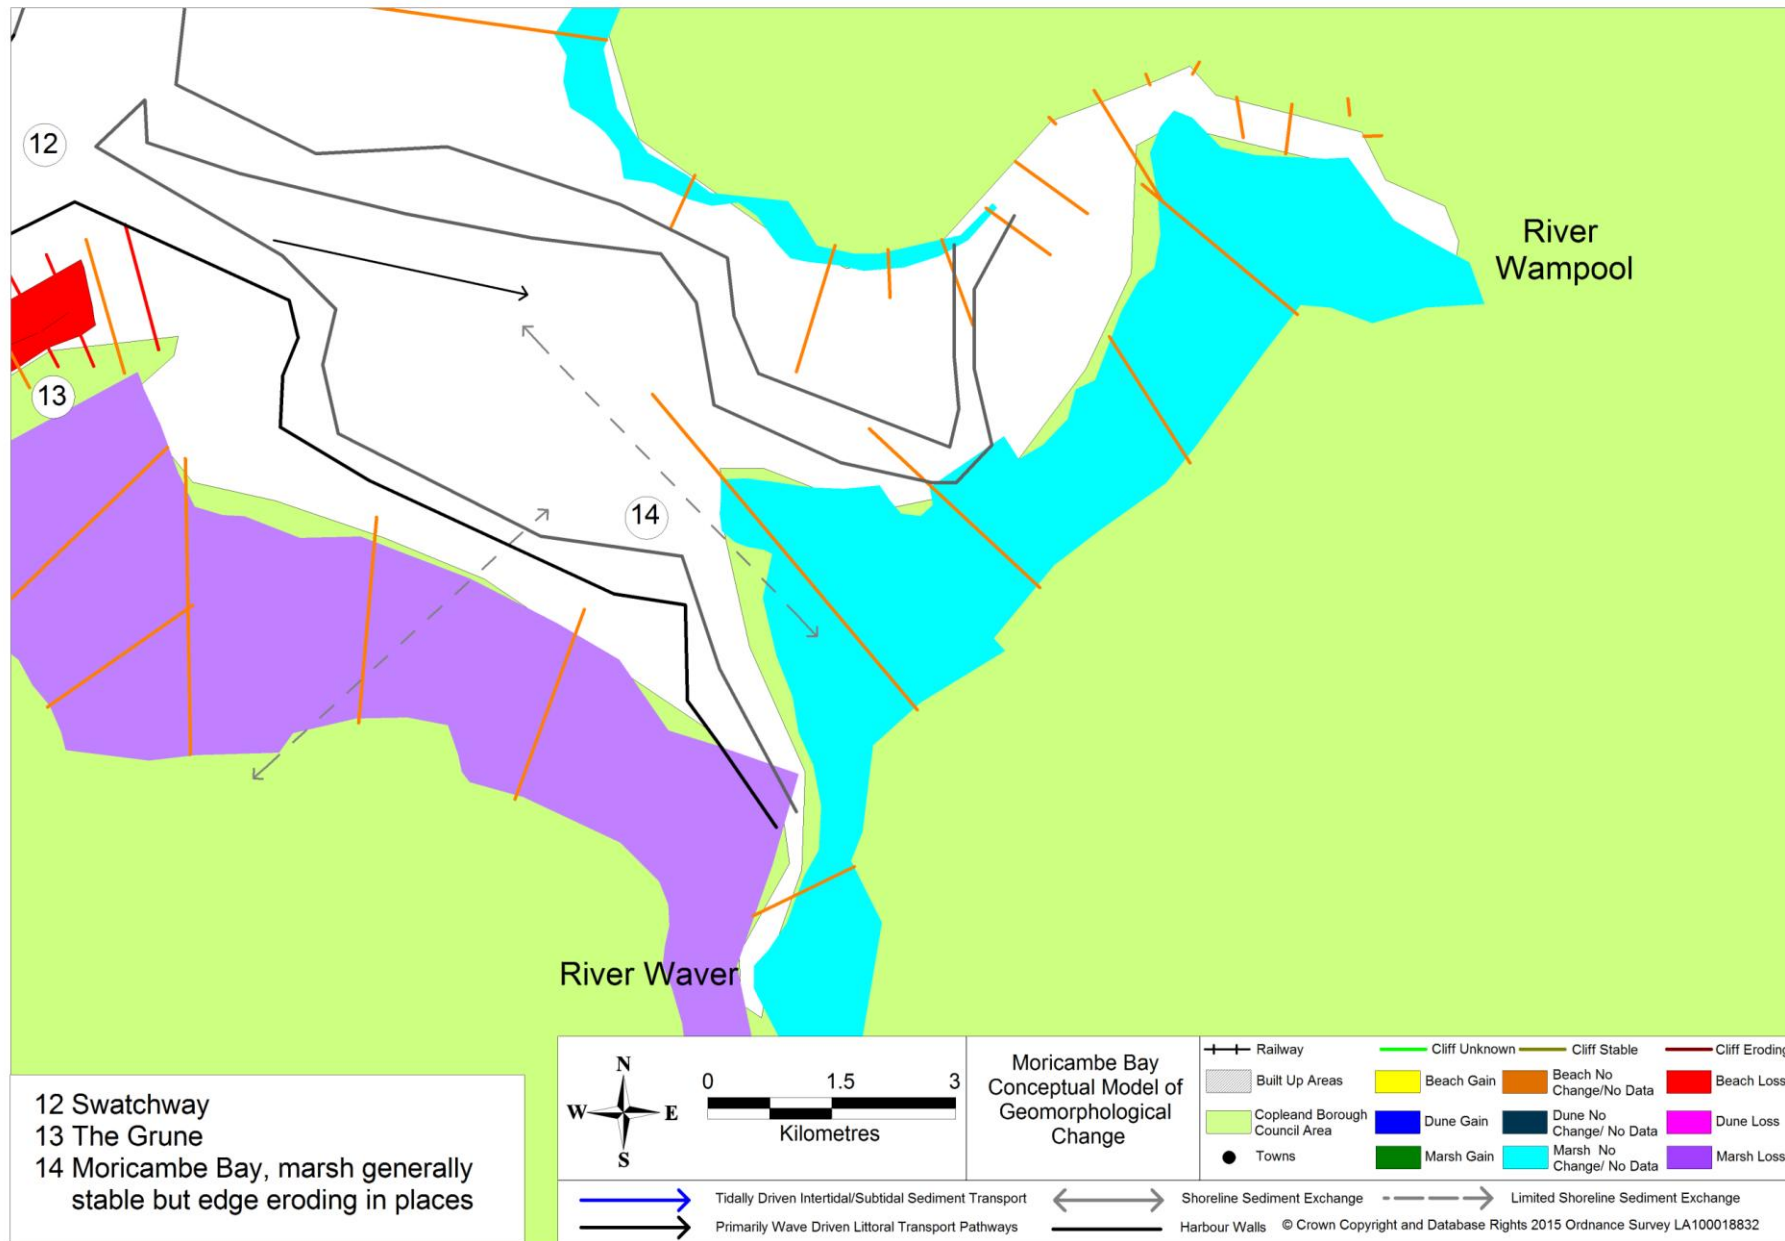 12
River
Wampool
13
14
River Waver
12 Swatchway
13 The Grune
14 Moricambe Bay, marsh generally
stable but edge eroding in places
N
W E
S
0 1.5 3
Kilometres
Moricambe Bay
Conceptual Model of
Geomorphological
Change
Railway
Cliff Unknown
Cliff Stable
Cliff Eroding
Built Up Areas
Beach Gain
Beach No
Change/No Data
Beach Loss
Copleand Borough
Council Area
Dune Gain
Dune No
Change/ No Data
Dune Loss
Towns
Marsh Gain
Marsh No
Change/ No Data
Marsh Loss
Tidally Driven Intertidal/Subtidal Sediment Transport
Shoreline Sediment Exchange
Limited Shoreline Sediment Exchange
Primarily Wave Driven Littoral Transport Pathways
Harbour Walls
© Crown Copyright and Database Rights 2015 Ordnance Survey LA100018832